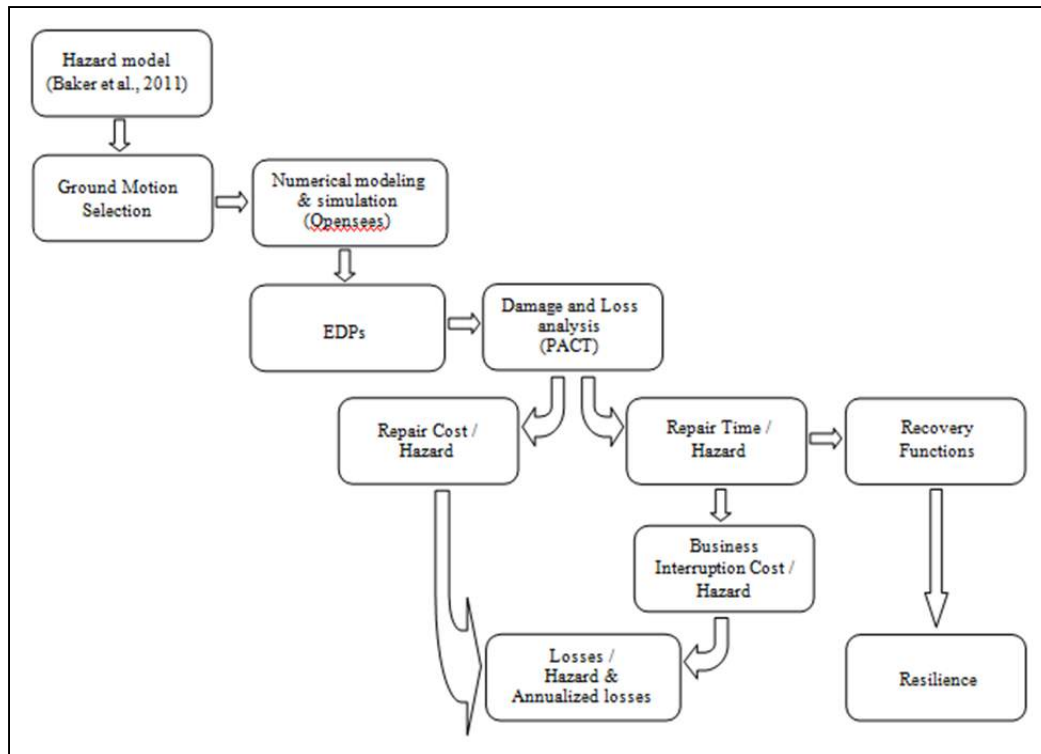 Hazard model
(Baker et al., 2011)
Ground Motion
Selection
Numerical modeling
& simulation
(Opensees)
EDPs
Damage and Loss
analysis
(PACT)
Repair Cost /
Hazard
Repair Time /
Hazard
Recovery
Functions
Business
Interruption Cost /
Hazard
Losses /
Hazard &
Annualized losses
Resilience